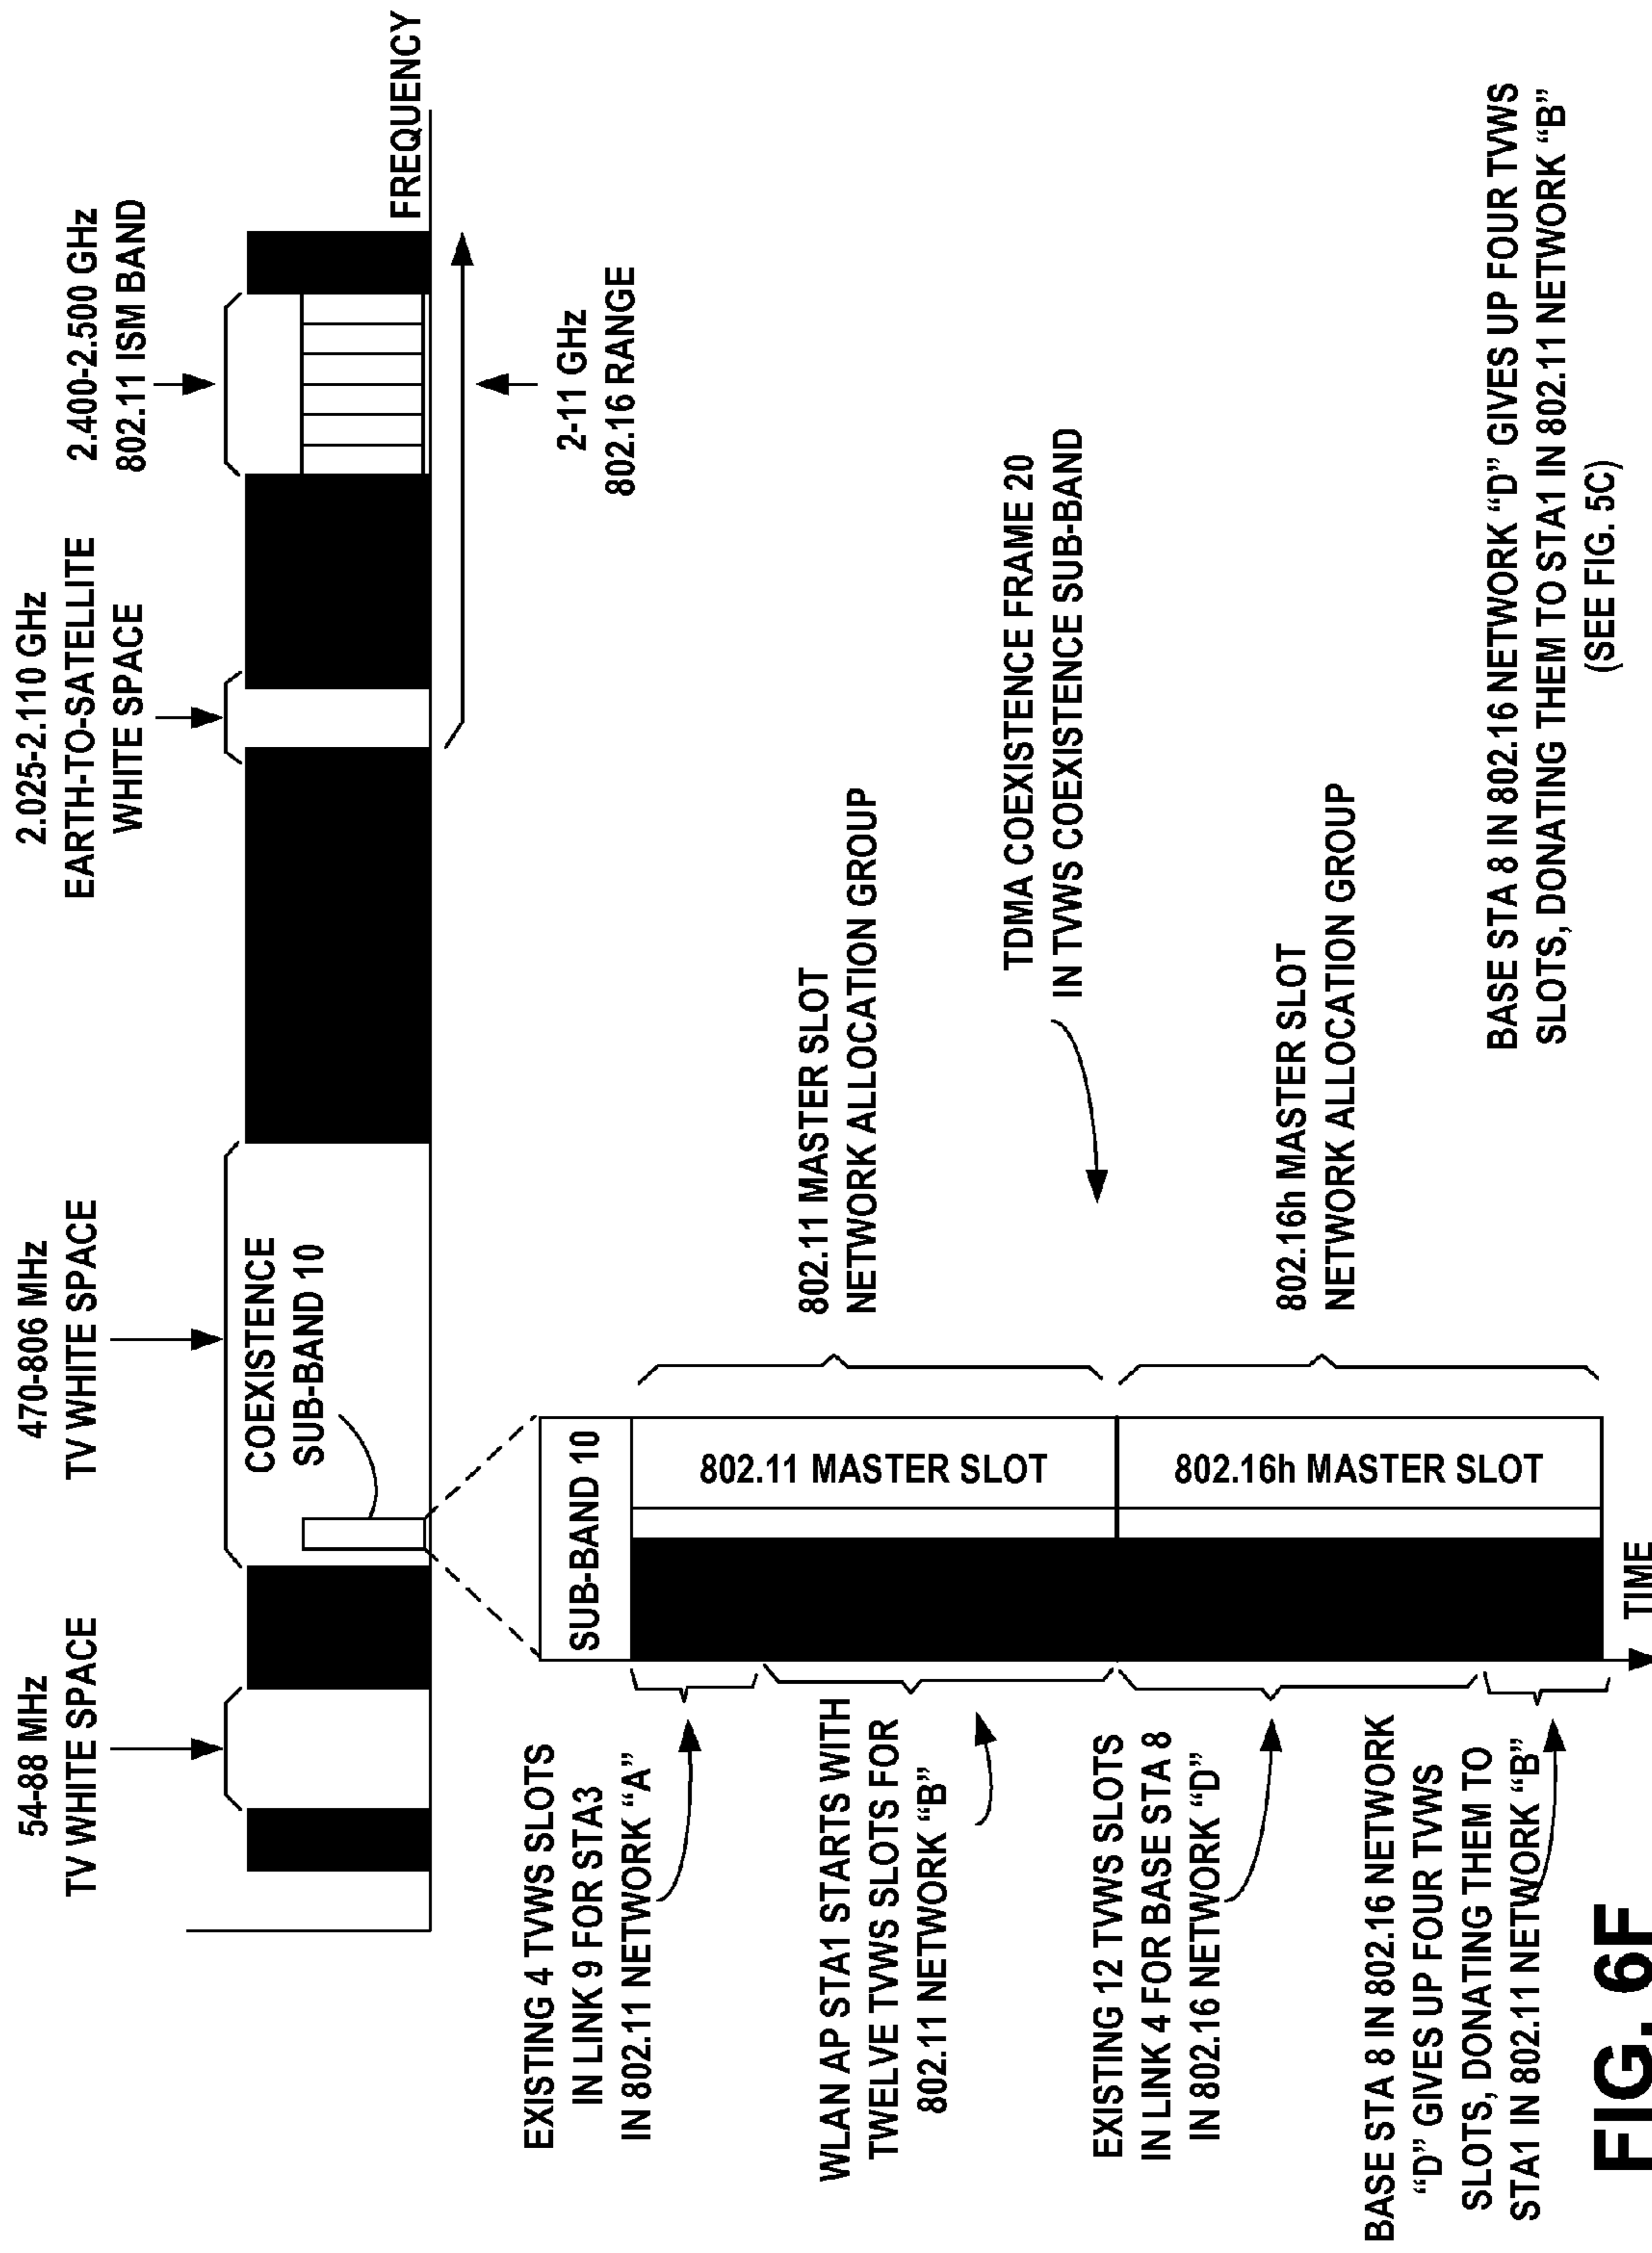 54-88 MHz
TV WHITE SPACE
470-806 MHz
TV WHITE SPACE
2.025-2.110 GHz
EARTH-TO-SATELLITE
WHITE SPACE
2.400-2.500 GHz
802.11 ISM BAND
COEXISTENCE
SUB-BAND 10
FREQUENCY
2-11 GHz
802.16 RANGE
SUB-BAND 10
802.11 MASTER SLOT
802.16h MASTER SLOT
TIME
EXISTING 4 TVWS SLOTS
IN LINK 9 FOR STA3
IN 802.11 NETWORK “A”
WLAN AP STA1 STARTS WITH
TWELVE TVWS SLOTS FOR
802.11 NETWORK “B”
EXISTING 12 TVWS SLOTS
IN LINK 4 FOR BASE STA 8
IN 802.16 NETWORK “D”
BASE STA 8 IN 802.16 NETWORK
“D” GIVES UP FOUR TVWS
SLOTS, DONATING THEM TO
STA1 IN 802.11 NETWORK “B”
802.11 MASTER SLOT
NETWORK ALLOCATION GROUP
TDMA COEXISTENCE FRAME 20
IN TVWS COEXISTENCE SUB-BAND
802.16h MASTER SLOT
NETWORK ALLOCATION GROUP
BASE STA 8 IN 802.16 NETWORK “D” GIVES UP FOUR TVWS
SLOTS, DONATING THEM TO STA1 IN 802.11 NETWORK “B”
(SEE FIG. 5C)
FIG. 6F